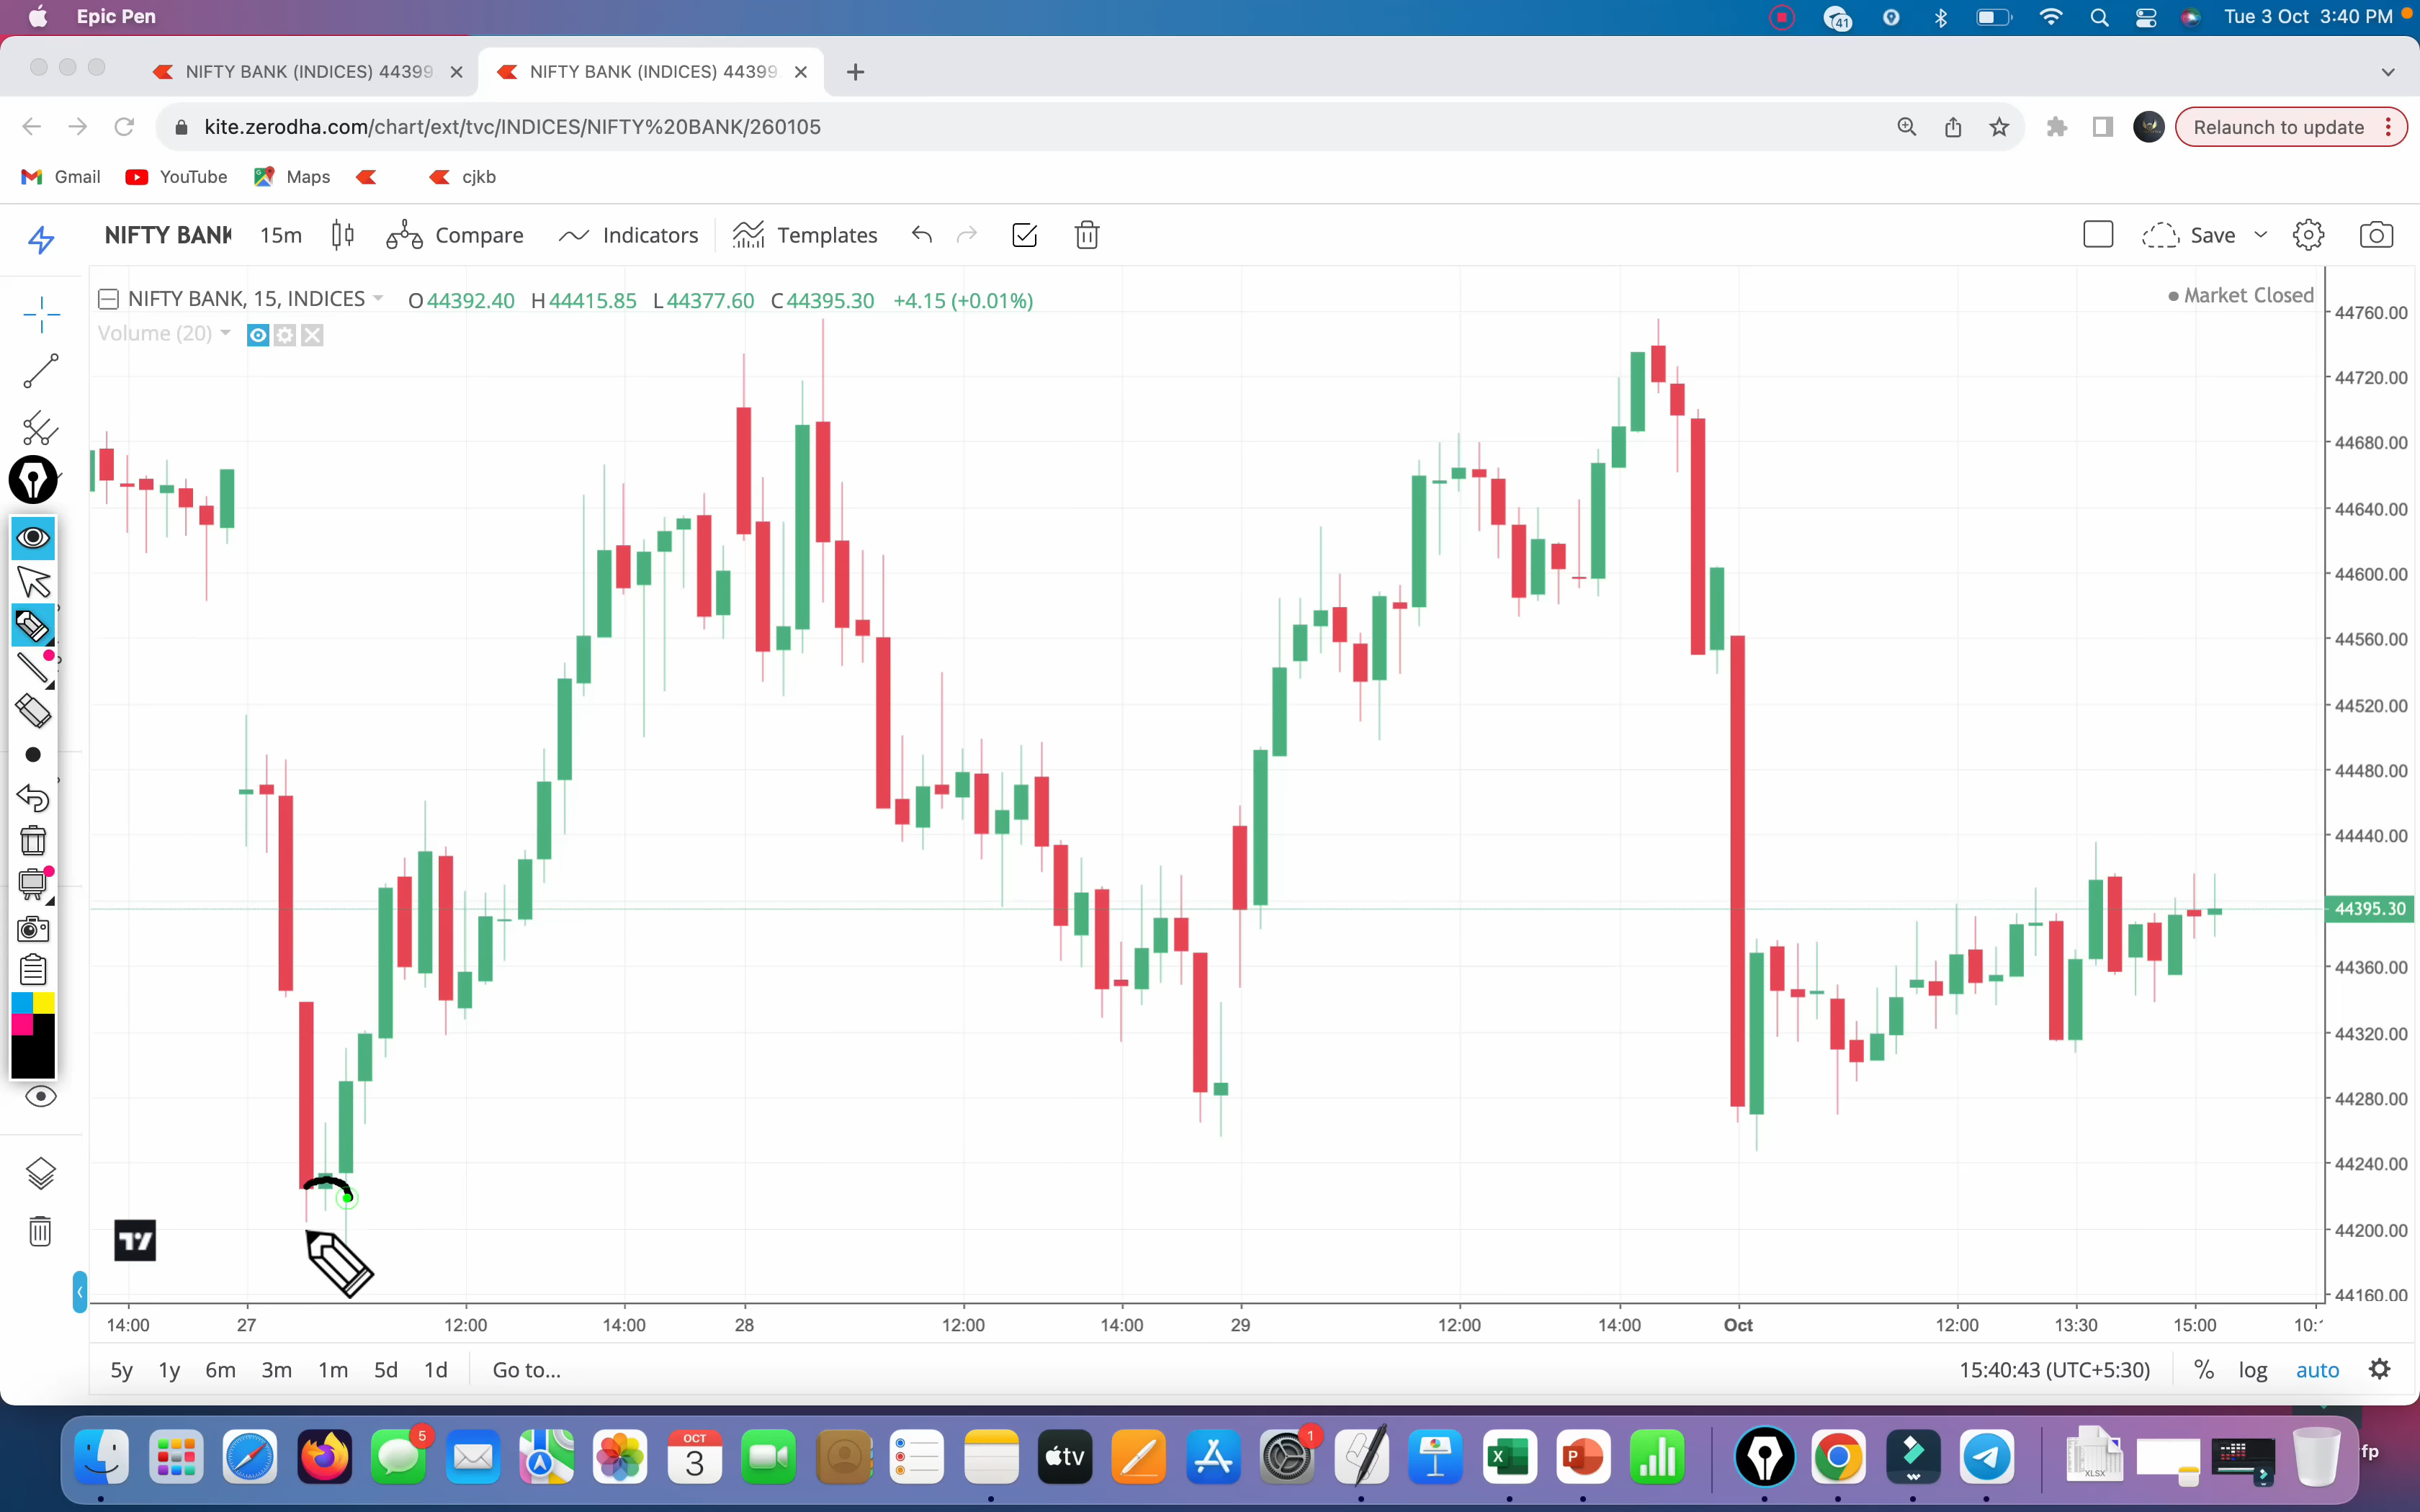 Epic Pen
41
Tue 3 Oct 3:40 PM
NIFTY BANK (INDICES) 44399
NIFTY BANK (INDICES) 44399
kite.zerodha.com/chart/ext/tvc/INDICES/NIFTY%20BANK/260105
Relaunch to update
Gmail
YouTube
Maps
cjkb
NIFTY BANK
15m
Compare
Indicators
Templates
Save
NIFTY BANK, 15, INDICES
O 44392.40 H 44415.85 L 44377.60 C 44395.30 +4.15 (+0.01%)
Market Closed
Volume (20)
44760.00
44720.00
44680.00
44640.00
44600.00
44560.00
44520.00
44480.00
44440.00
44395.30
44360.00
44320.00
44280.00
44240.00
44200.00
44160.00
14:00 27 12:00 14:00 28 12:00 14:00 29 12:00 14:00 Oct 12:00 13:30 15:00
5y 1y 6m 3m 1m 5d 1d Go to...
15:40:43 (UTC+5:30) % log auto
5
OCT
3
tv
1
X
P
XLSX
fp